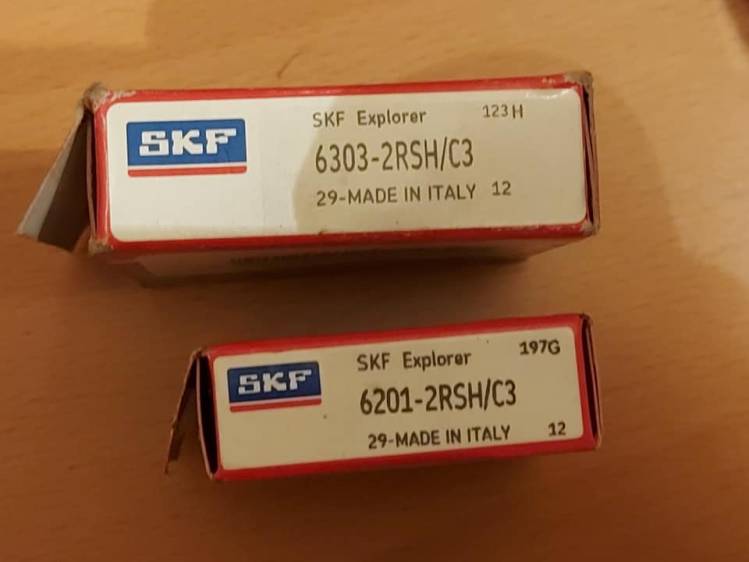 SKF
SKF Explorer 123H
6303-2RSH/C3
29-MADE IN ITALY 12
SKF
SKF Explorer 197G
6201-2RSH/C3
29-MADE IN ITALY 12